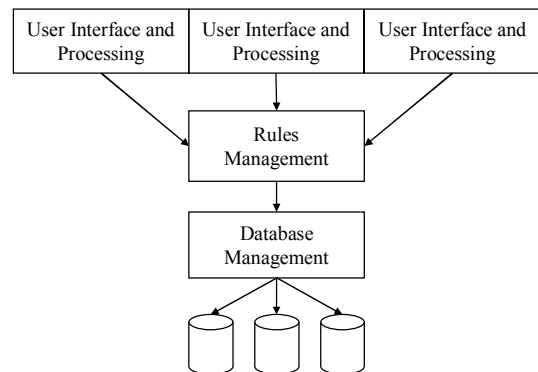 User Interface and
Processing
User Interface and
Processing
User Interface and
Processing
Rules
Management
Database
Management